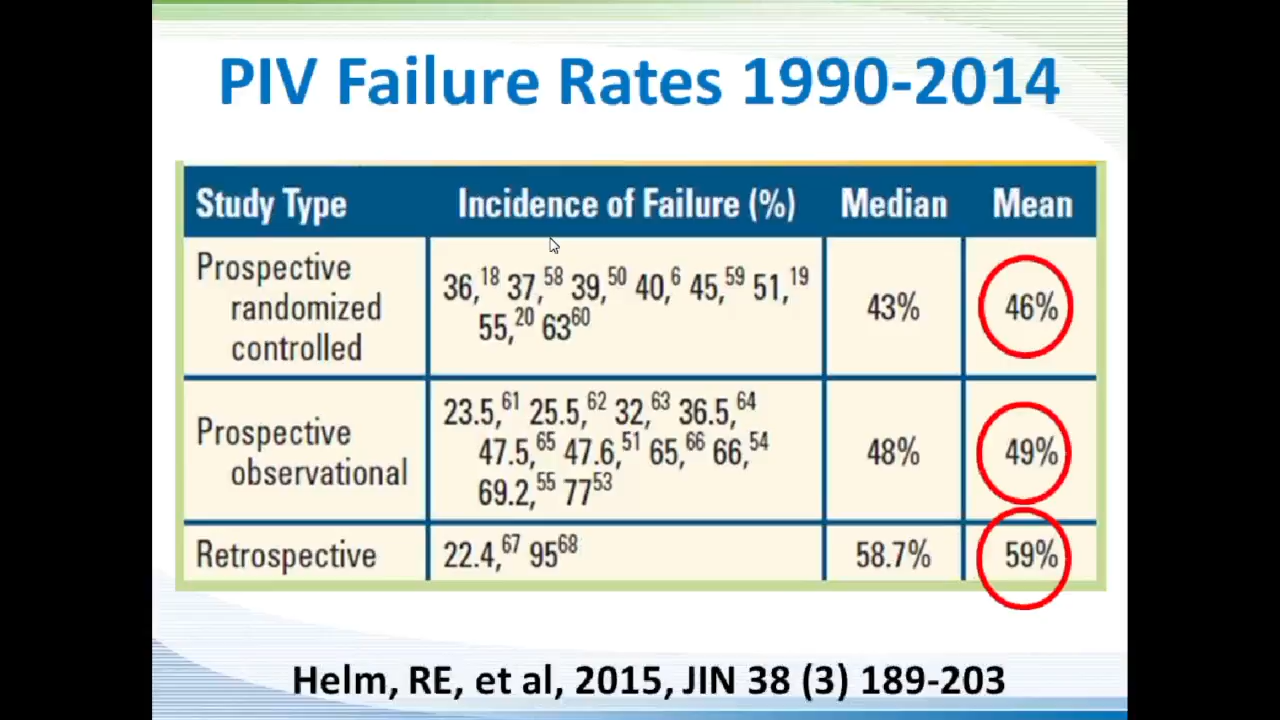 PIV Failure Rates 1990-2014
Study Type Incidence of Failure (%) Median Mean
Prospective randomized controlled 36,18 37,58 39,50 40,6 45,59 51,19 55,20 6360 43% 46%
Prospective observational 23.5,61 25.5,62 32,63 36.5,64 47.5,65 47.6,51 65,66 66,54 69.2,55 7753 48% 49%
Retrospective 22.4,67 9568 58.7% 59%
Helm, RE, et al, 2015, JIN 38 (3) 189-203